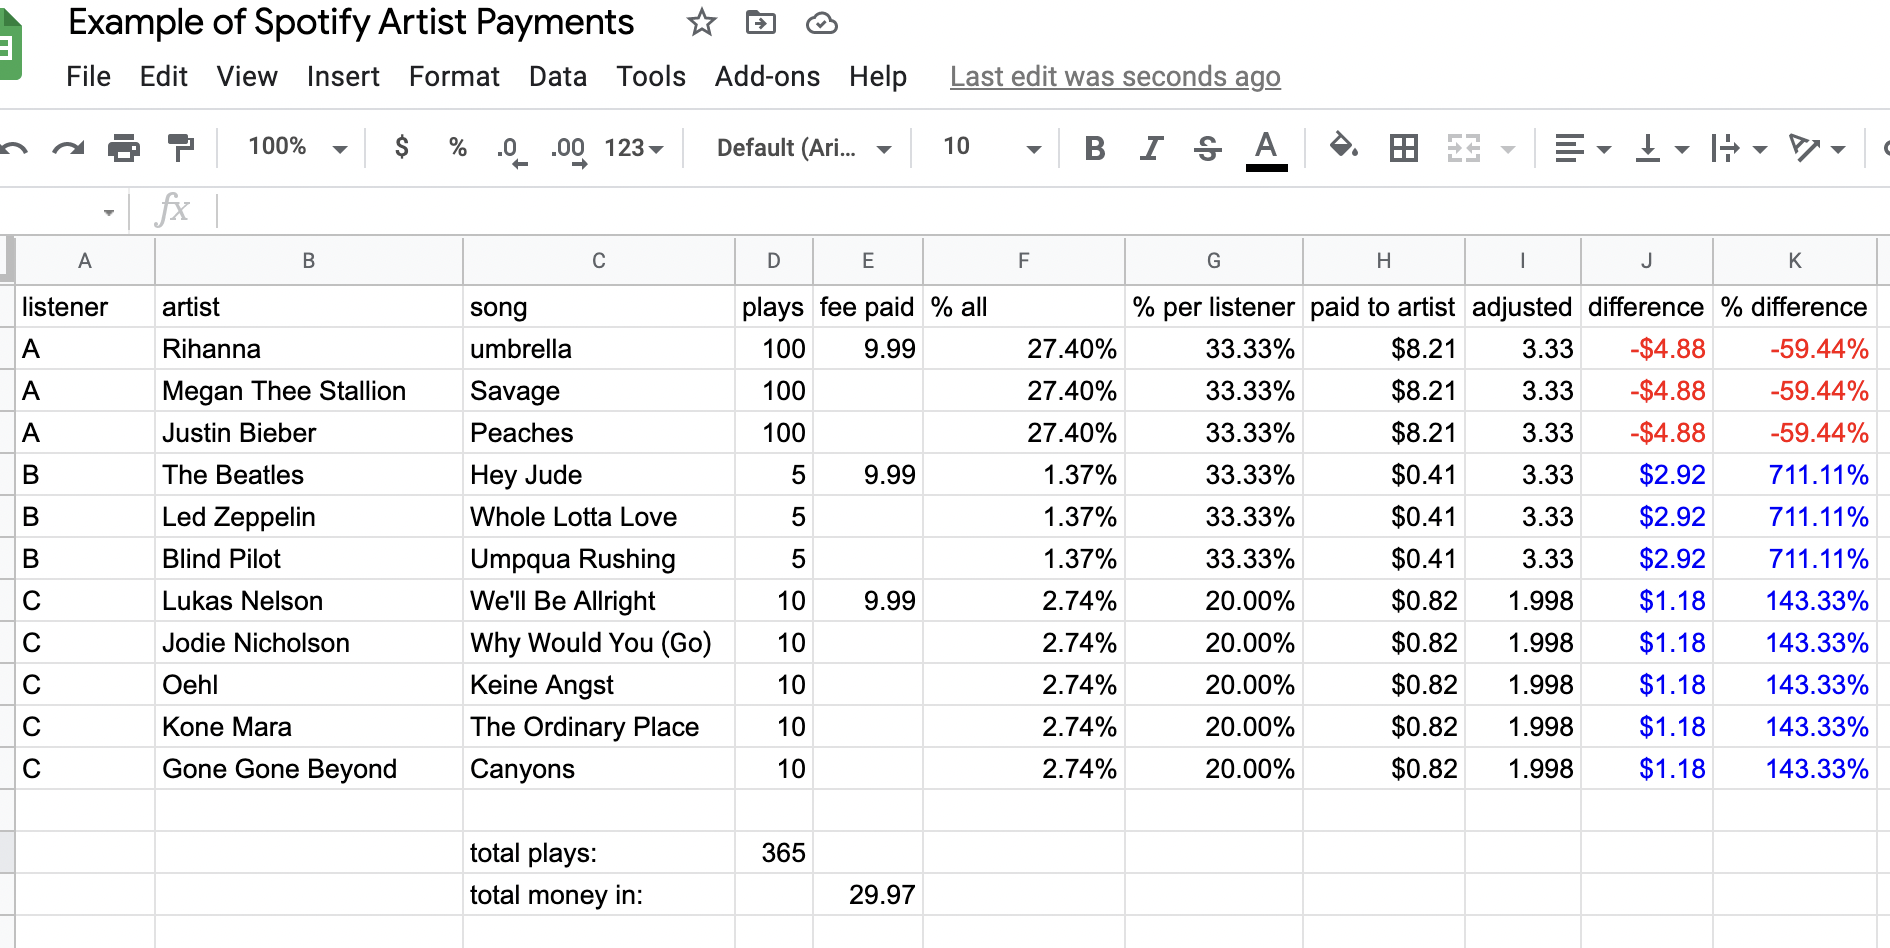 Example of Spotify Artist Payments
File Edit View Insert Format Data Tools Add-ons Help Last edit was seconds ago
100% $ % .0 .00 123 Default (Ari... 10 B I S A
fx
A B C D E F G H I J K
listener artist song plays fee paid % all % per listener paid to artist adjusted difference % difference
A Rihanna umbrella 100 9.99 27.40% 33.33% $8.21 3.33 -$4.88 -59.44%
A Megan Thee Stallion Savage 100 27.40% 33.33% $8.21 3.33 -$4.88 -59.44%
A Justin Bieber Peaches 100 27.40% 33.33% $8.21 3.33 -$4.88 -59.44%
B The Beatles Hey Jude 5 9.99 1.37% 33.33% $0.41 3.33 $2.92 711.11%
B Led Zeppelin Whole Lotta Love 5 1.37% 33.33% $0.41 3.33 $2.92 711.11%
B Blind Pilot Umpqua Rushing 5 1.37% 33.33% $0.41 3.33 $2.92 711.11%
C Lukas Nelson We'll Be Allright 10 9.99 2.74% 20.00% $0.82 1.998 $1.18 143.33%
C Jodie Nicholson Why Would You (Go) 10 2.74% 20.00% $0.82 1.998 $1.18 143.33%
C Oehl Keine Angst 10 2.74% 20.00% $0.82 1.998 $1.18 143.33%
C Kone Mara The Ordinary Place 10 2.74% 20.00% $0.82 1.998 $1.18 143.33%
C Gone Gone Beyond Canyons 10 2.74% 20.00% $0.82 1.998 $1.18 143.33%
total plays: 365
total money in: 29.97